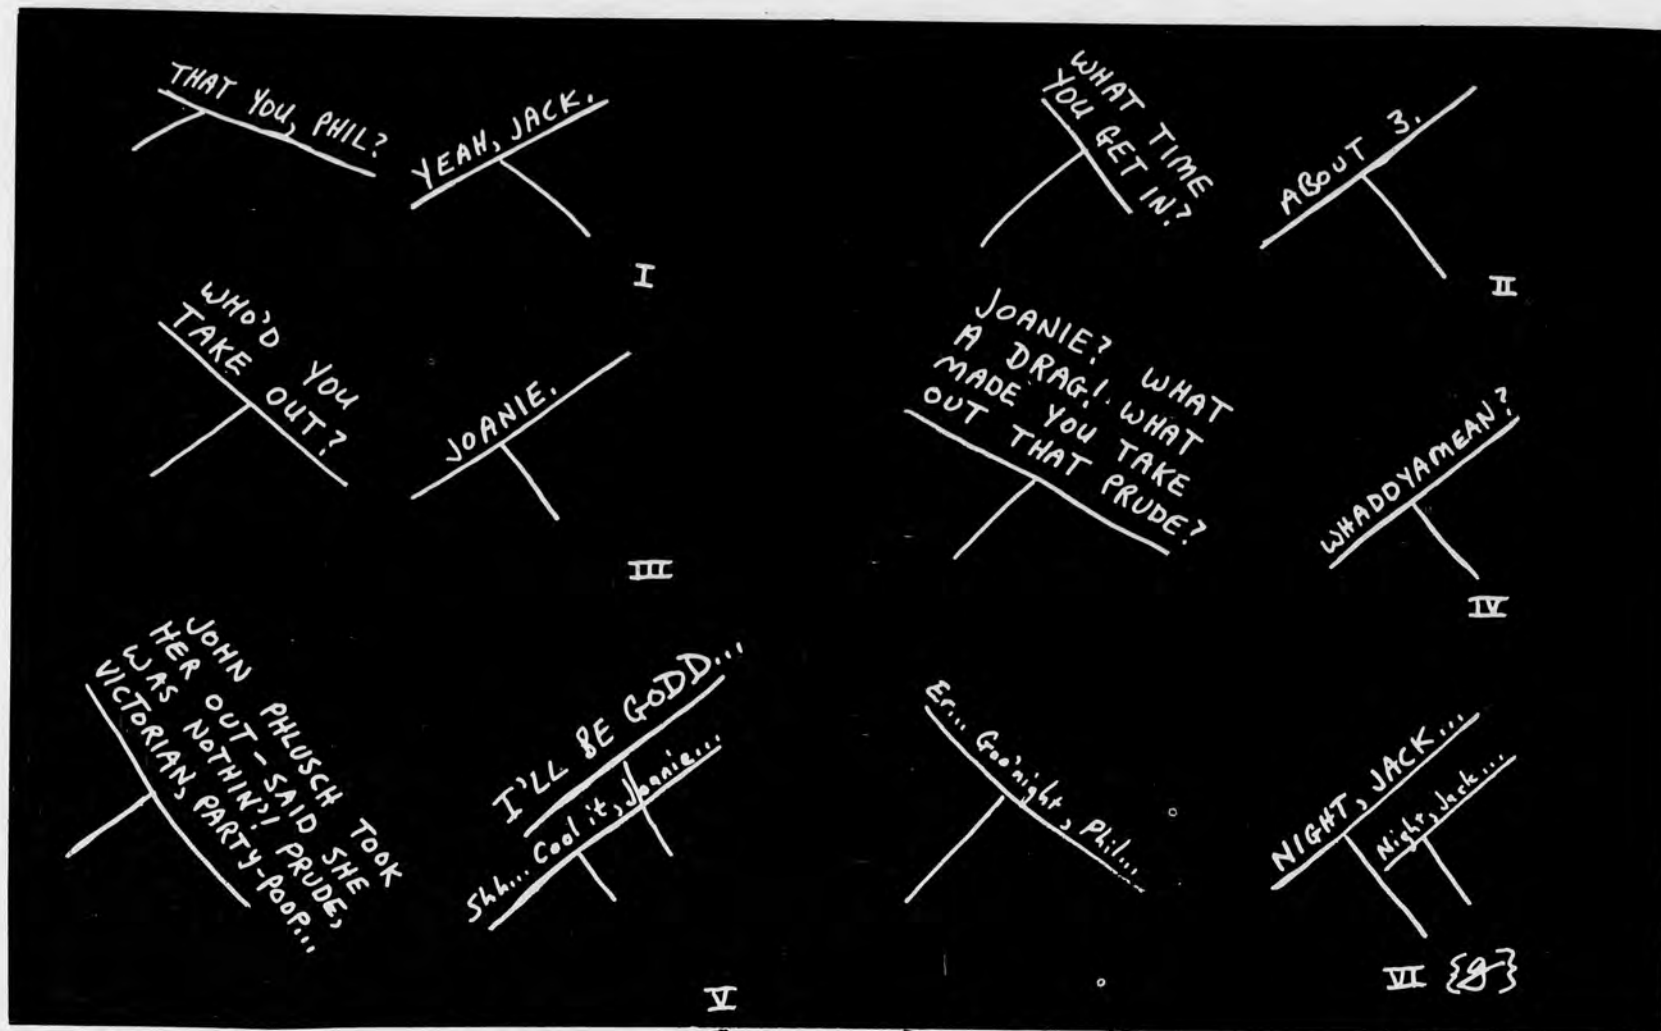 THAT YOU, PHIL?
YEAH, JACK.
I
WHAT TIME
YOU GET IN?
ABOUT 3.
II
WHO'D YOU
TAKE OUT?
JOANIE.
III
JOANIE? WHAT
A DRAG! WHAT
MADE YOU TAKE
OUT THAT PRUDE?
WHADDYAMEAN?
IV
JOHN PHLUSCH TOOK
HER OUT - SAID SHE
WAS NOTHIN'! PRUDE,
VICTORIAN, PARTY-POOP...
I'LL BE GODD...
Shh... Cool it, Joanie...
V
Er... Goo'night, Phil...
NIGHT, JACK...
Night, Jack...
VI